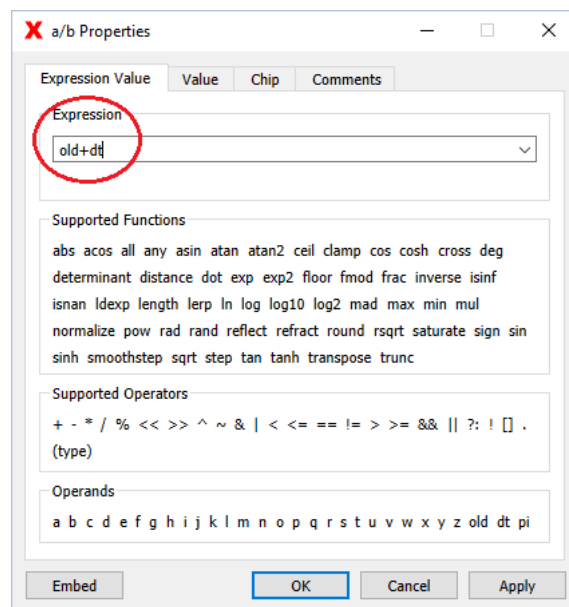 a/b Properties
Expression Value Value Chip Comments
Expression
old+dt
Supported Functions
abs acos all any asin atan atan2 ceil clamp cos cosh cross deg
determinant distance dot exp exp2 floor fmod frac inverse isinf
isnan ldexp length lerp ln log log10 log2 mad max min mul
normalize pow rad rand reflect refract round rsqrt saturate sign sin
sinh smoothstep sqrt step tan tanh transpose trunc
Supported Operators
+ - * / % << >> ^ ~ & | < <= == != > >= && || ?: ! [] .
(type)
Operands
a b c d e f g h i j k l m n o p q r s t u v w x y z old dt pi
Embed OK Cancel Apply